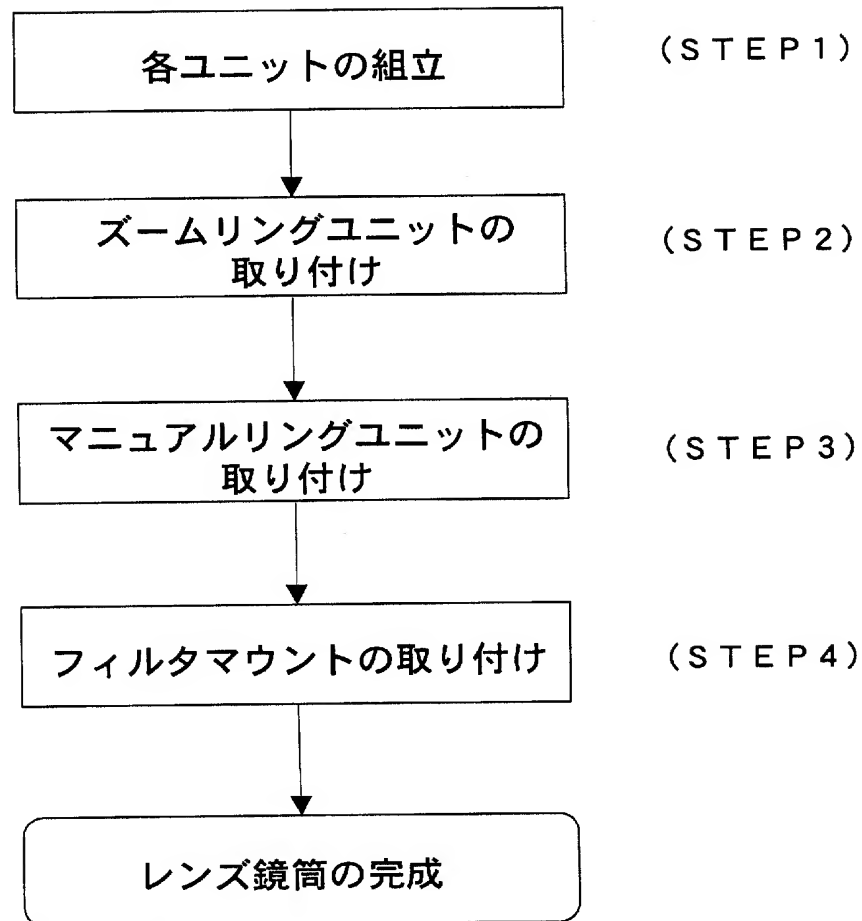 各ユニットの組立
(STEP1)
ズームリングユニットの
取り付け
(STEP2)
マニュアルリングユニットの
取り付け
(STEP3)
フィルタマウントの取り付け
(STEP4)
レンズ鏡筒の完成